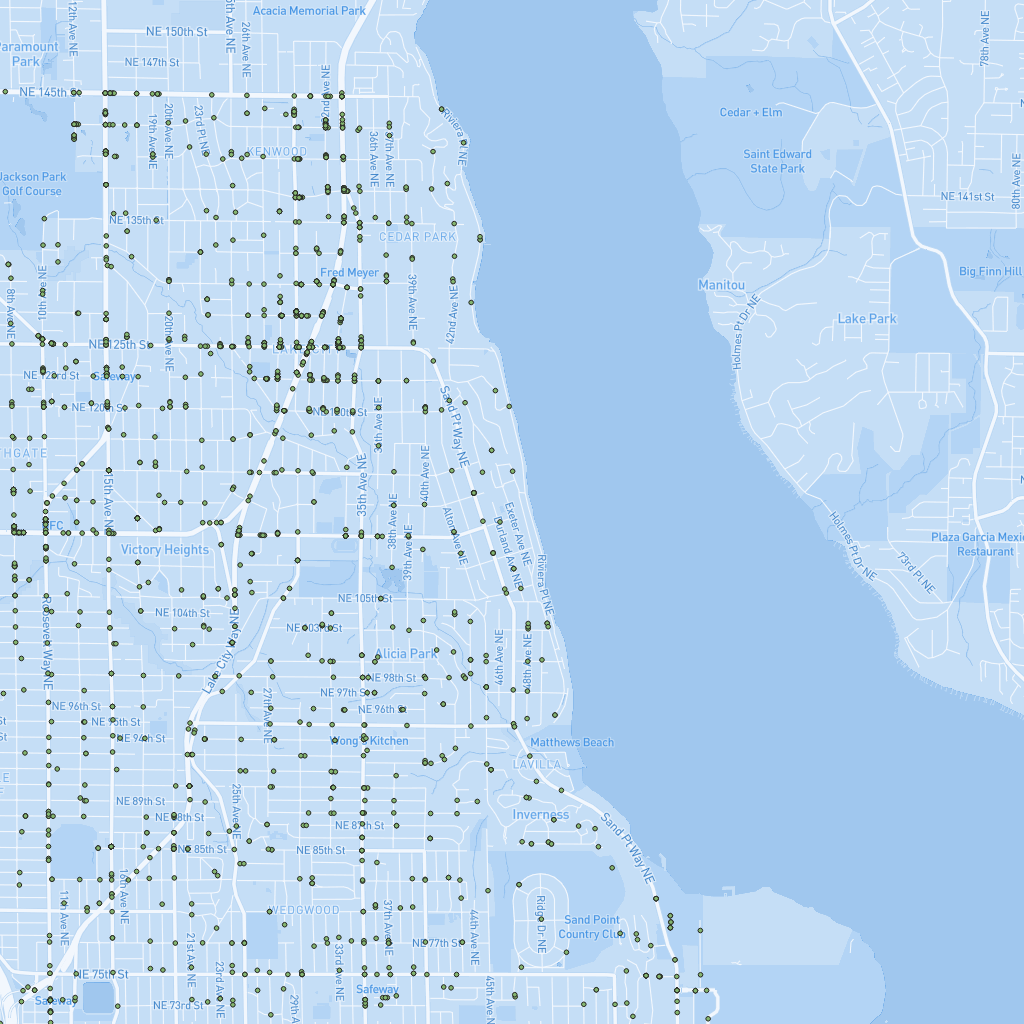 Acacia Memorial Park
12th Ave NE
NE 150th St
26th Ave NE
78th Ave NE
Paramount
Park
NE 147th St
NE 145th St
Cedar + Elm
20th Ave NE
23rd Pl NE
19th Ave NE
36th Ave NE
37th Ave NE
KENWOOD
Saint Edward
State Park
80th Ave NE
Jackson Park
Golf Course
NE 141st St
NE 135th St
CEDAR PARK
Fred Meyer
Big Finn Hill
10th Ave NE
8th Ave NE
39th Ave NE
42nd Ave NE
Manitou
Holmes Pt Dr NE
Lake Park
20th Ave NE
NE 125th St
NE 123rd St
Safeway
NE 120th St
Sand Pt Way NE
40th Ave NE
35th Ave NE
15th Ave NE
38th Ave NE
39th Ave NE
Alton Ave NE
Exeter Ave NE
Durland Ave NE
Riviera Pl NE
Victory Heights
Holmes Pt Dr NE
73rd Pl NE
Plaza Garcia Mexic
Restaurant
NE 105th St
NE 104th St
NE 103rd St
Roosevelt Way NE
Lake City Way NE
Alicia Park
46th Ave NE
48th Ave NE
NE 98th St
NE 97th St
NE 96th St
NE 96th St
NE 95th St
NE 94th St
27th Ave NE
Wong's Kitchen
Matthews Beach
LAVILLA
NE 89th St
NE 88th St
25th Ave NE
Inverness
NE 87th St
NE 85th St
NE 85th St
Sand Pt Way NE
WEDGWOOD
11th Ave NE
16th Ave NE
37th Ave NE
44th Ave NE
Ridge Dr NE
Sand Point
Country Club
NE 77th St
21st Ave NE
23rd Ave NE
33rd Ave NE
NE 75th St
Safeway
Safeway
NE 73rd St
29th Ave NE
45th Ave NE